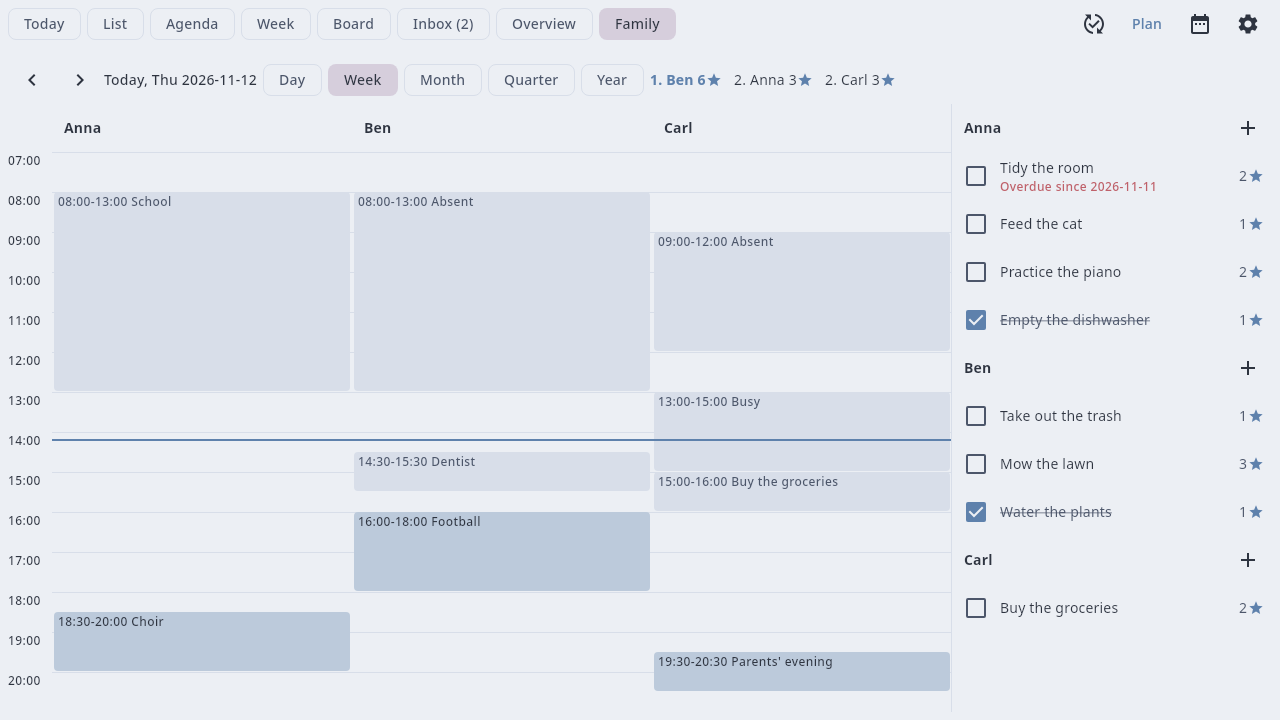 Today List Agenda Week Board Inbox (2) Overview Family Plan
Today, Thu 2026-11-12 Day Week Month Quarter Year 1. Ben 6★ 2. Anna 3★ 2. Carl 3★
Anna Ben Carl
07:00
08:00
09:00
10:00
11:00
12:00
13:00
14:00
15:00
16:00
17:00
18:00
19:00
20:00
08:00-13:00 School
18:30-20:00 Choir
08:00-13:00 Absent
14:30-15:30 Dentist
16:00-18:00 Football
09:00-12:00 Absent
13:00-15:00 Busy
15:00-16:00 Buy the groceries
19:30-20:30 Parents' evening
Anna
Tidy the room 2★
Overdue since 2026-11-11
Feed the cat 1★
Practice the piano 2★
Empty the dishwasher 1★
Ben
Take out the trash 1★
Mow the lawn 3★
Water the plants 1★
Carl
Buy the groceries 2★